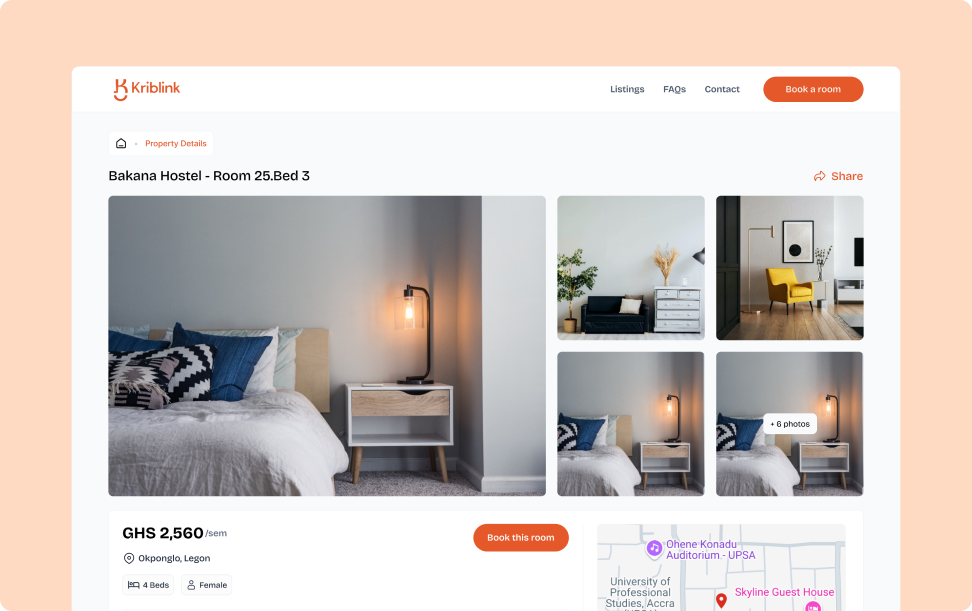 Kriblink
Listings
FAQs
Contact
Book a room
Property Details
Bakana Hostel - Room 25.Bed 3
Share
+ 6 photos
GHS 2,560/sem
Book this room
Okponglo, Legon
4 Beds
Female
Ohene Konadu
Auditorium - UPSA
University of
Professional
Studies, Accra
Skyline Guest House